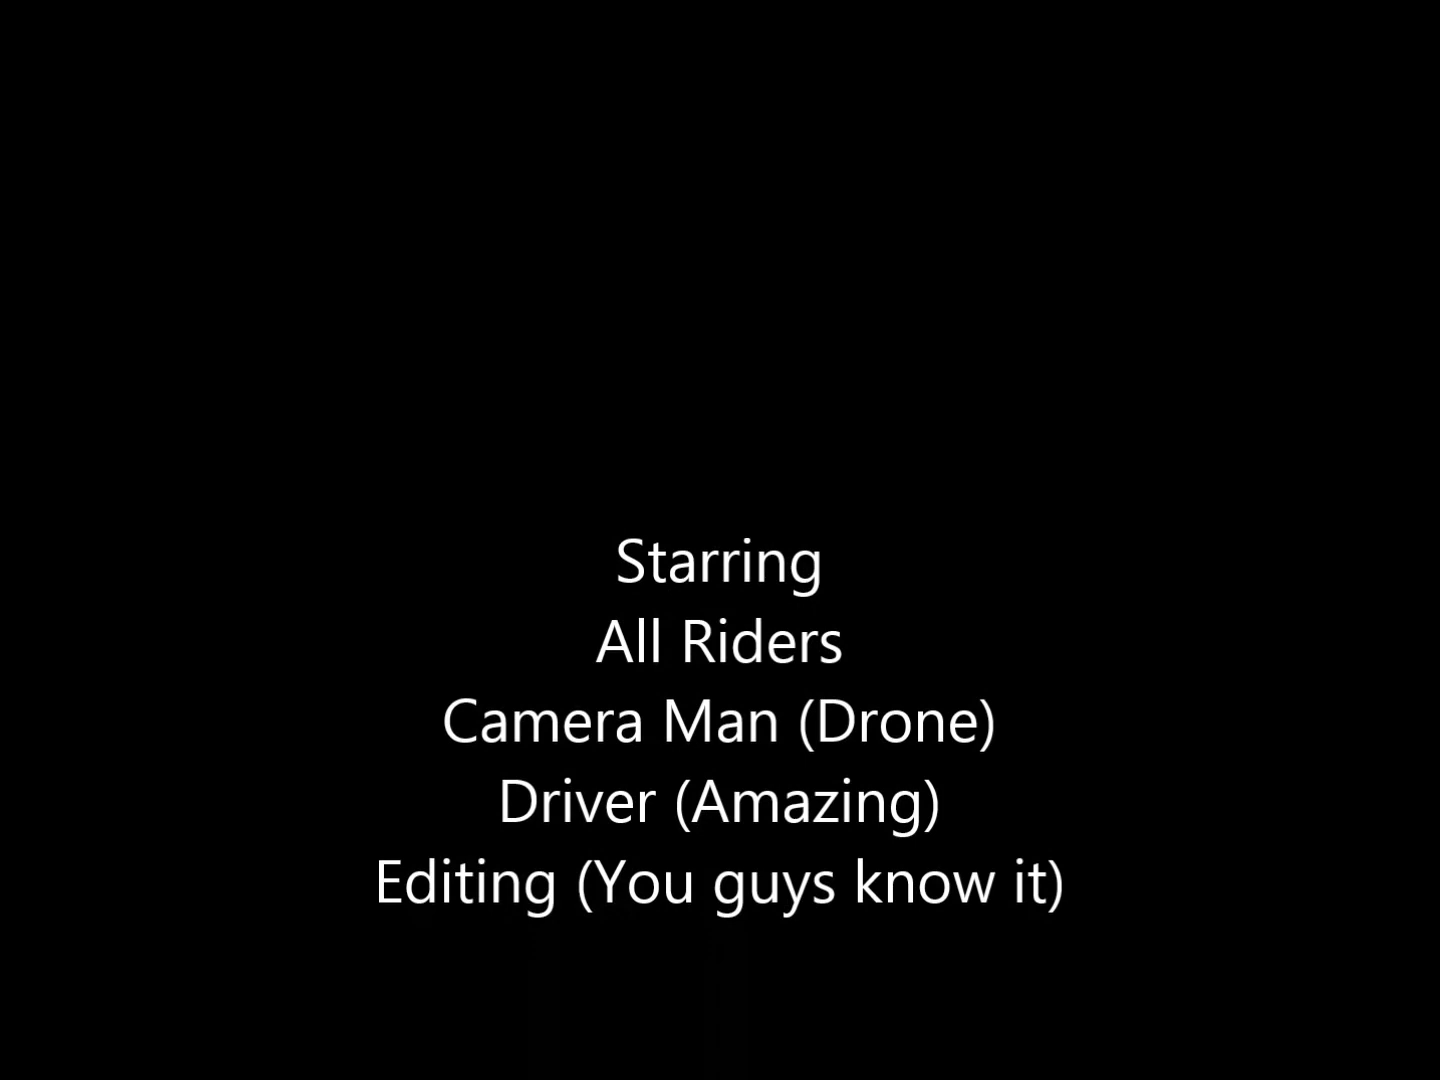 Starring
All Riders
Camera Man (Drone)
Driver (Amazing)
Editing (You guys know it)